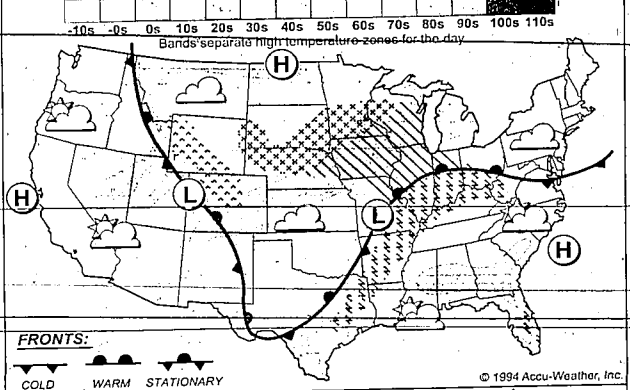 -10s -0s 0s 10s 20s 30s 40s 50s 60s 70s 80s 90s 100s 110s
Bands separate high temperature zones for the day
H
H
L
L
H
FRONTS:
COLD WARM STATIONARY
© 1994 Accu-Weather, Inc.